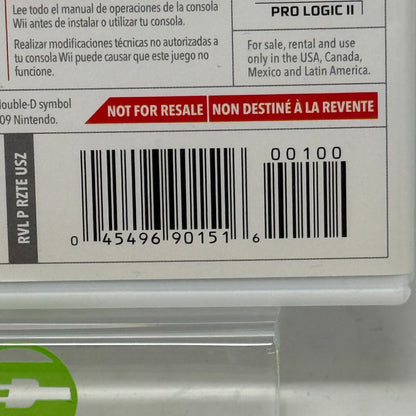 Lee todo el manual de operaciones de la consola
Wii antes de instalar o utilizar tu consola.
Realizar modificaciones técnicas no autorizadas a
tu consola Wii puede causar que este juego no
funcione.
PRO LOGIC II
For sale, rental and use
only in the USA, Canada,
Mexico and Latin America.
double-D symbol
09 Nintendo.
NOT FOR RESALE NON DESTINÉ À LA REVENTE
RVL P RZTE USZ
00100
0 45496 90151 6